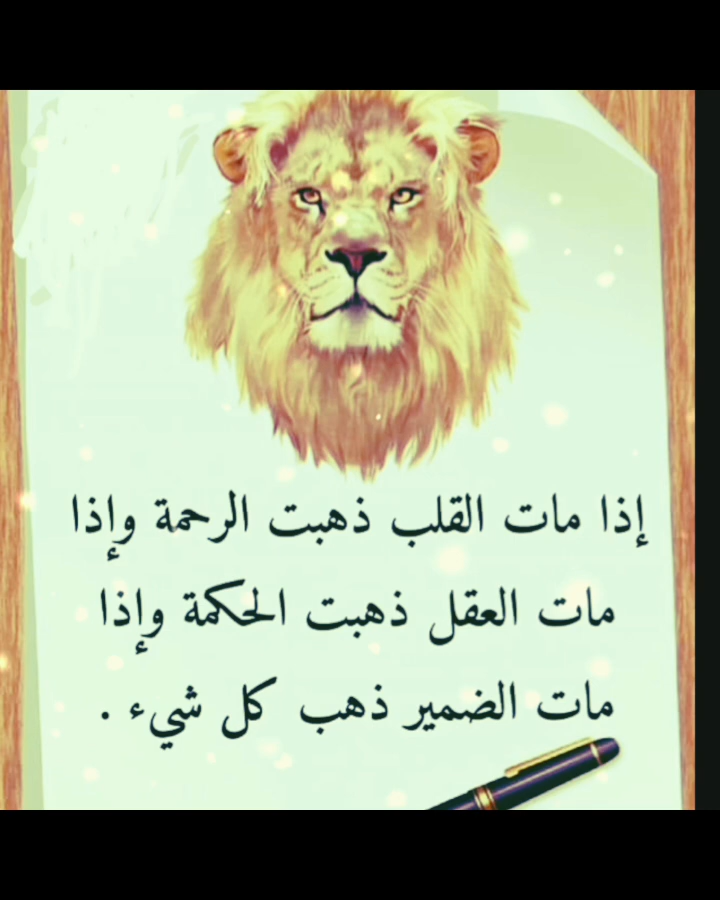 إذا مات القلب ذهبت الرحمة وإذا
مات العقل ذهبت الحكمة وإذا
مات الضمير ذهب كل شيء .